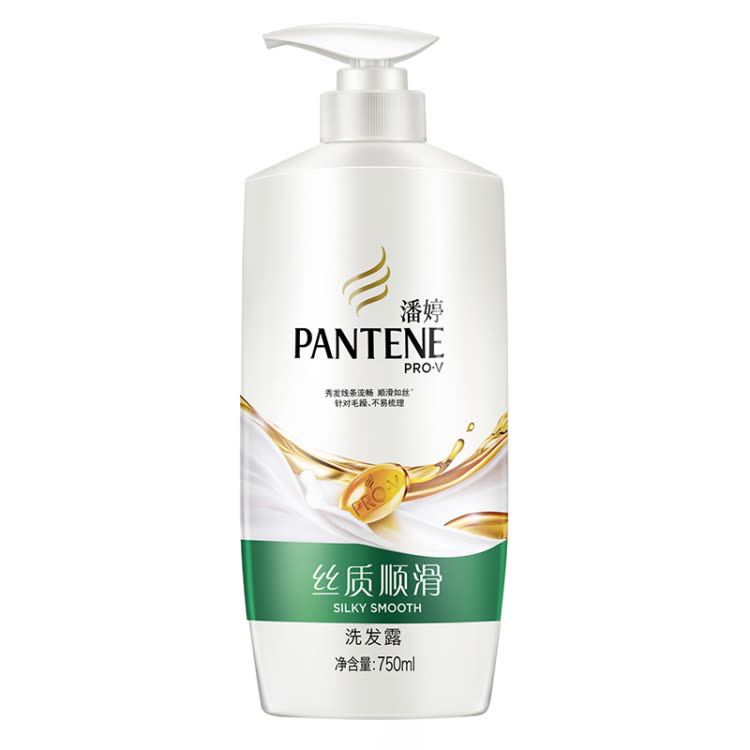 潘婷
PANTENE
PRO-V
秀发线条流畅 顺滑如丝^
针对毛躁、不易梳理
PRO-V
丝质顺滑
SILKY SMOOTH
洗发露
净含量:750ml